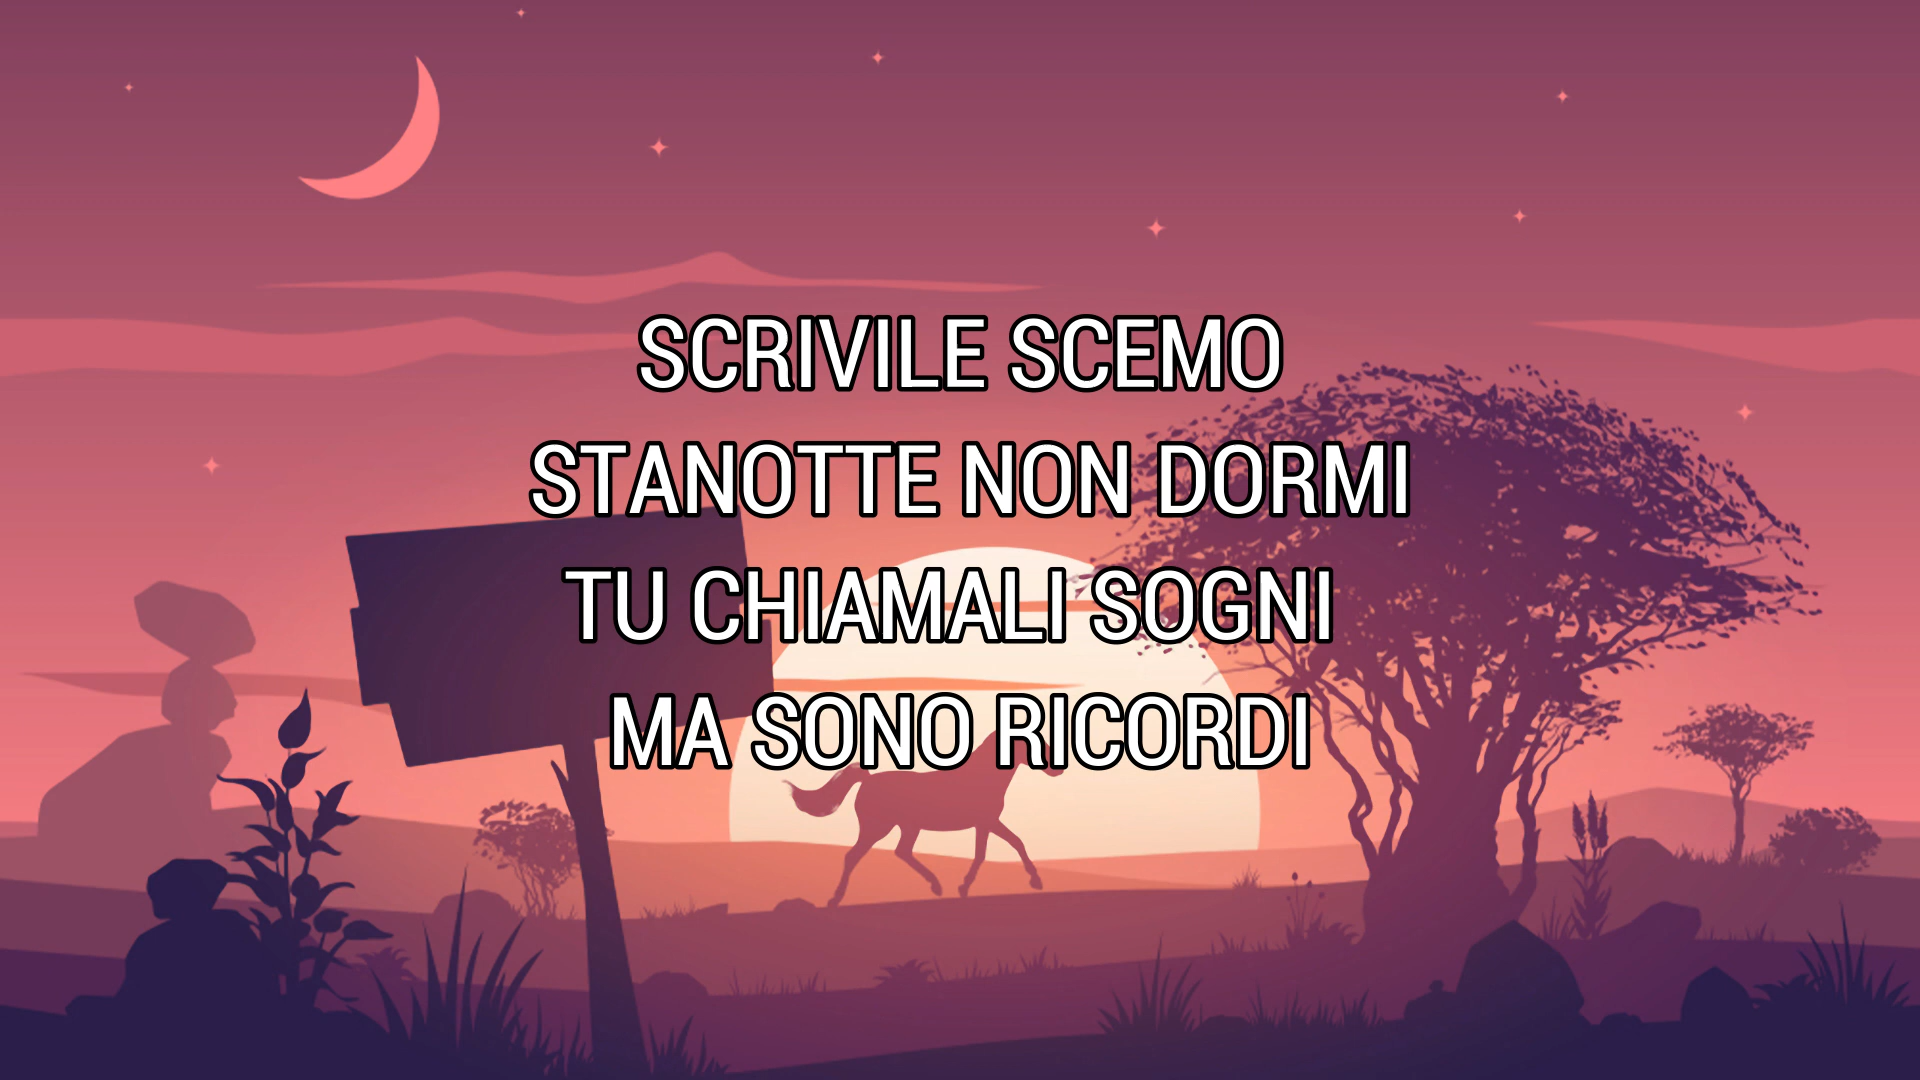 SCRIVILE SCEMO
STANOTTE NON DORMI
TU CHIAMALI SOGNI
MA SONO RICORDI